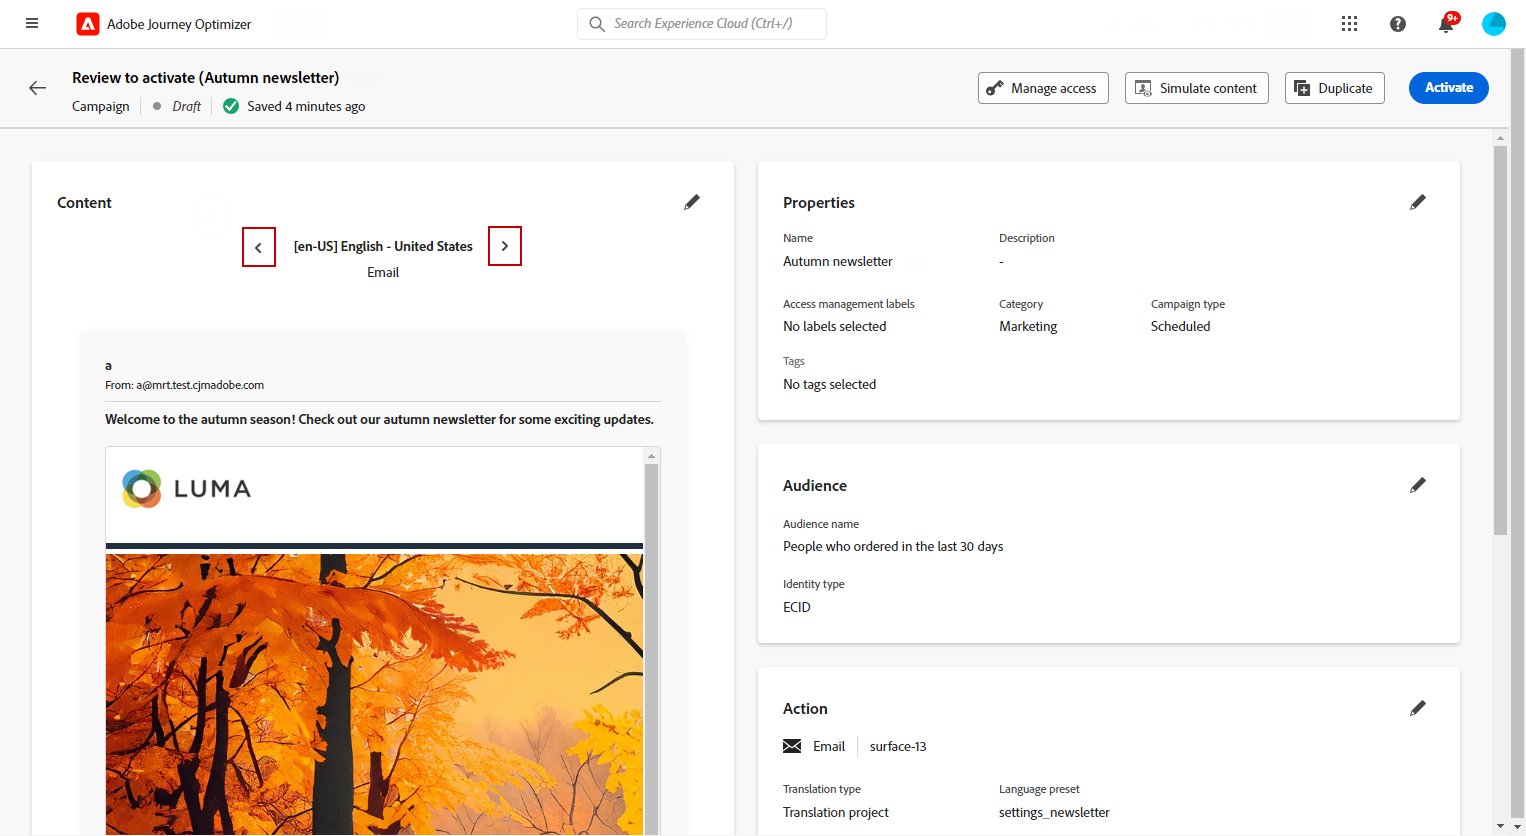 Adobe Journey Optimizer
Search Experience Cloud (Ctrl+/)
9+
Review to activate (Autumn newsletter)
Campaign Draft Saved 4 minutes ago
Manage access
Simulate content
Duplicate
Activate
Content
[en-US] English - United States
Email
a
From: a@mrt.test.cjmadobe.com
Welcome to the autumn season! Check out our autumn newsletter for some exciting updates.
LUMA
Properties
Name Description
Autumn newsletter -
Access management labels Category Campaign type
No labels selected Marketing Scheduled
Tags
No tags selected
Audience
Audience name
People who ordered in the last 30 days
Identity type
ECID
Action
Email surface-13
Translation type Language preset
Translation project settings_newsletter